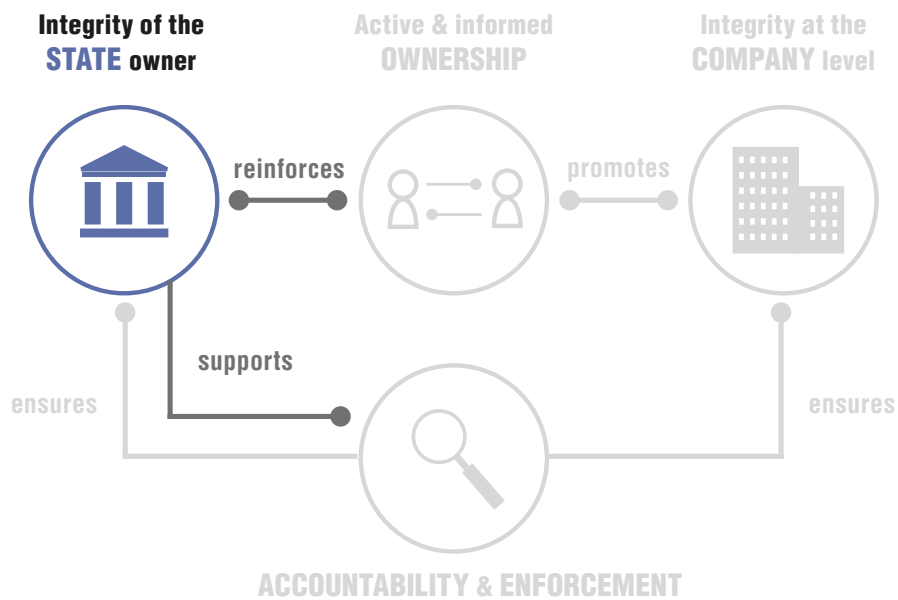 Integrity of the
STATE owner
Active & informed
OWNERSHIP
Integrity at the
COMPANY level
reinforces
promotes
supports
ensures
ensures
ACCOUNTABILITY & ENFORCEMENT